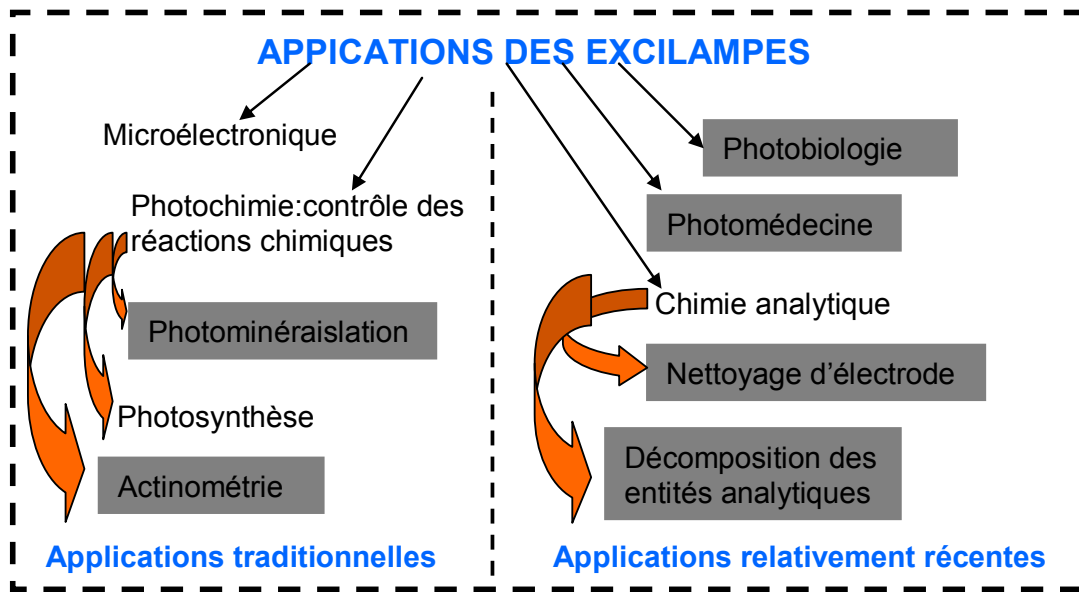 APPICATIONS DES EXCILAMPES
Microélectronique
Photochimie:contrôle des
réactions chimiques
Photominéraislation
Photosynthèse
Actinométrie
Applications traditionnelles
Photobiologie
Photomédecine
Chimie analytique
Nettoyage d’électrode
Décomposition des
entités analytiques
Applications relativement récentes